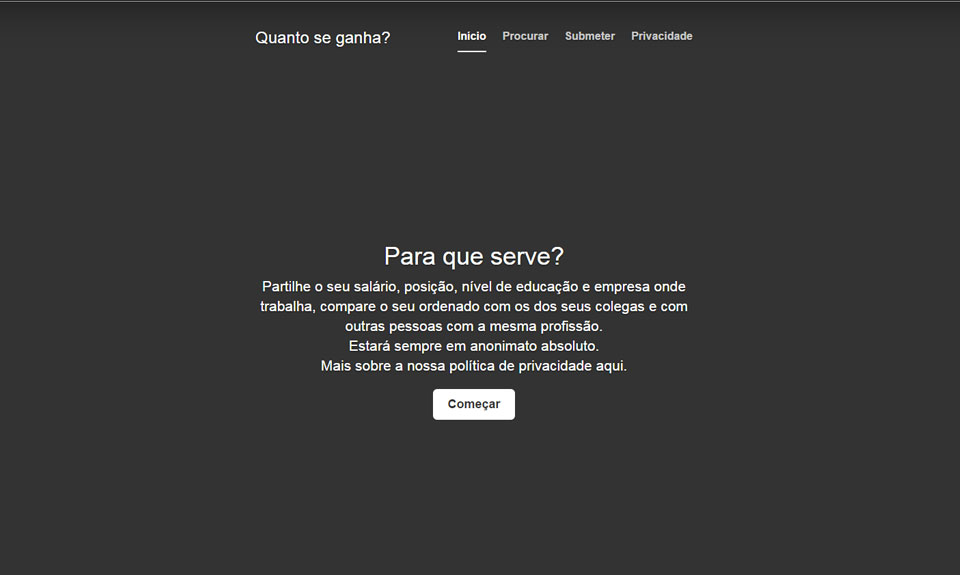 Quanto se ganha?
Inicio Procurar Submeter Privacidade
Para que serve?
Partilhe o seu salário, posição, nível de educação e empresa onde
trabalha, compare o seu ordenado com os dos seus colegas e com
outras pessoas com a mesma profissão.
Estará sempre em anonimato absoluto.
Mais sobre a nossa política de privacidade aqui.
Começar